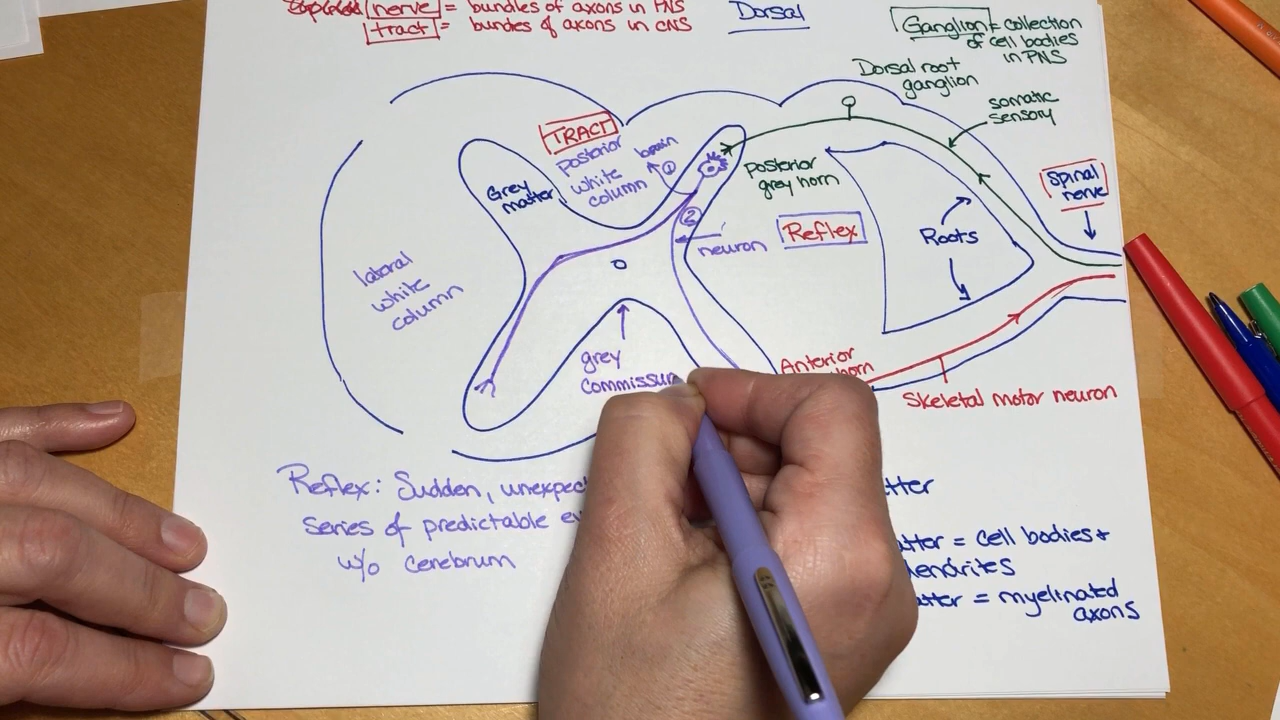 nerve = bundles of axons in PNS
tract = bundles of axons in CNS
Dorsal
Ganglion = collection
of cell bodies
in PNS
Dorsal root
ganglion
somatic
sensory
TRACT
posterior
white
column
brain
①
②
neuron
Grey
matter
posterior
grey horn
Reflex
Roots
Spinal
nerve
lateral
white
column
grey
commissu
Anterior
horn
Skeletal motor neuron
Reflex: Sudden, unexpec
series of predictable e
w/o cerebrum
tter
atter = cell bodies +
dendrites
atter = myelinated
axons